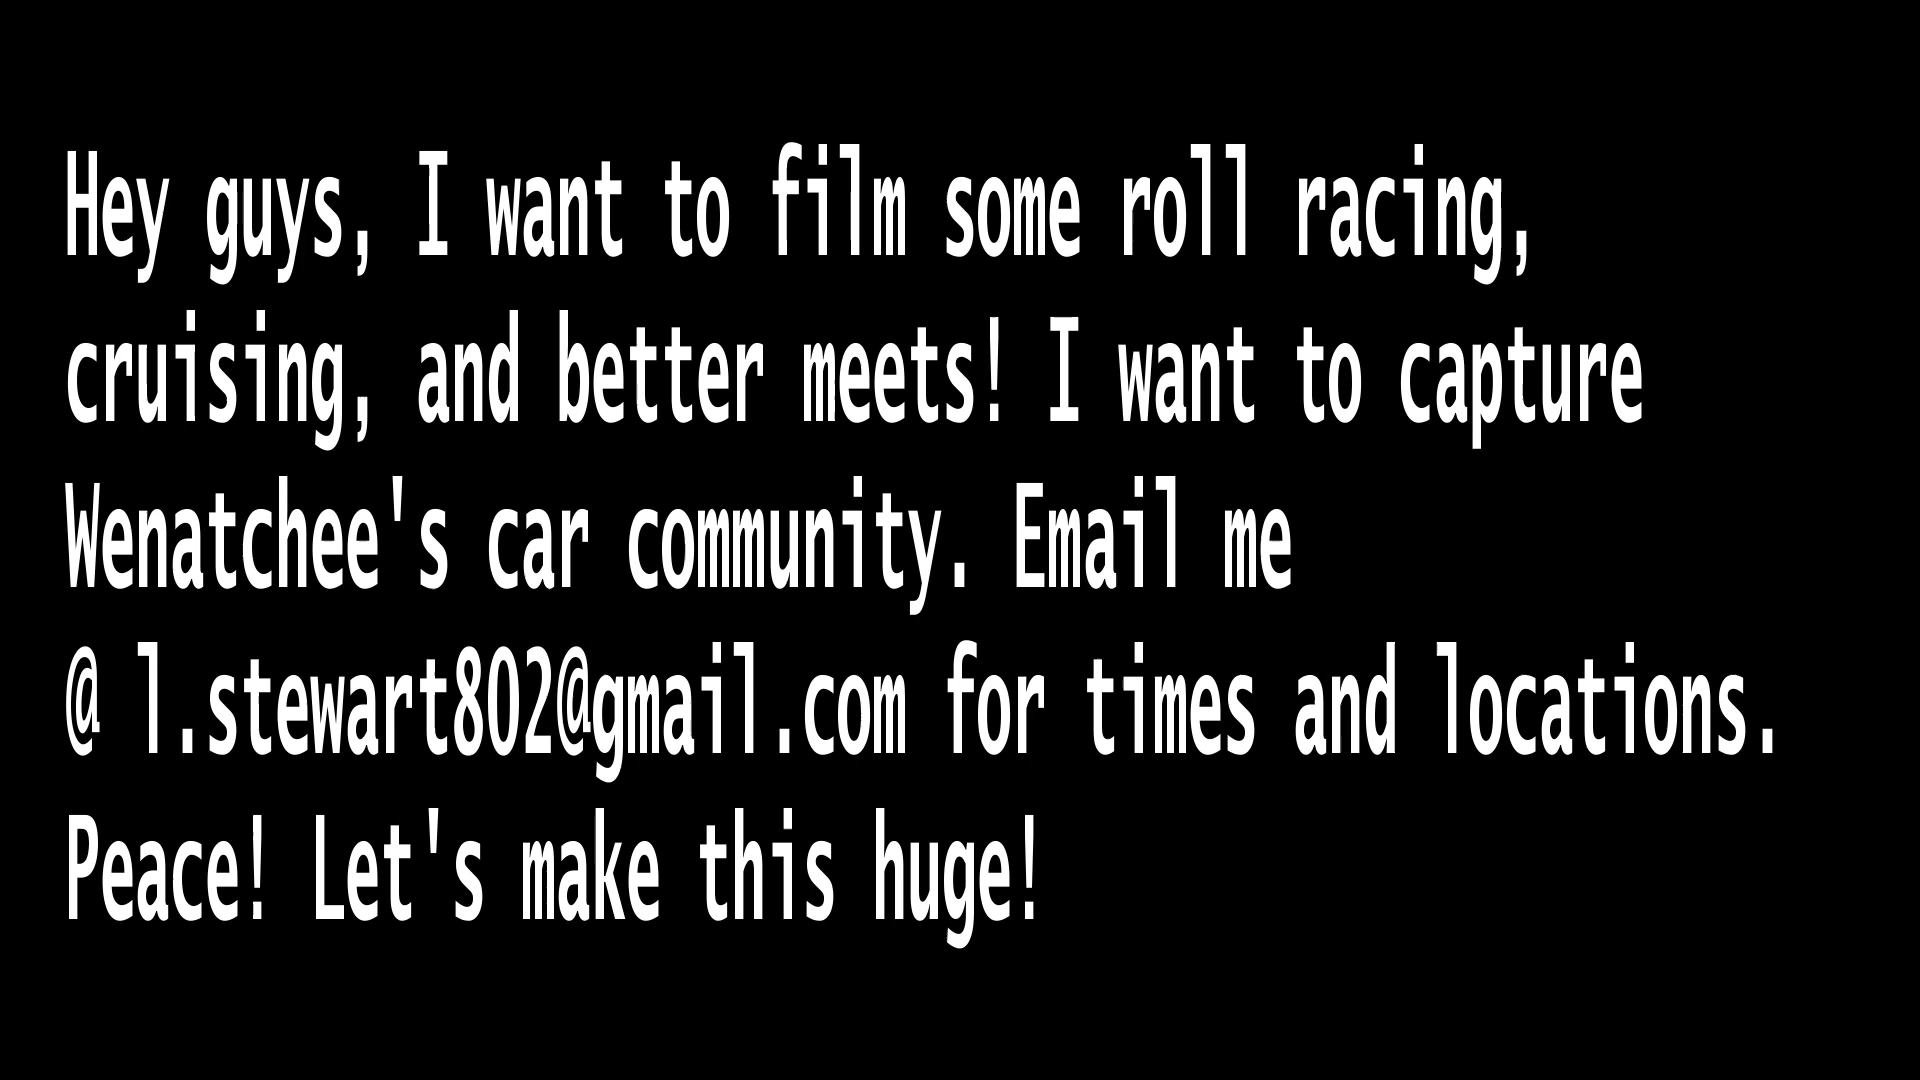 Hey guys, I want to film some roll racing,
cruising, and better meets! I want to capture
Wenatchee's car community. Email me
@ l.stewart802@gmail.com for times and locations.
Peace! Let's make this huge!